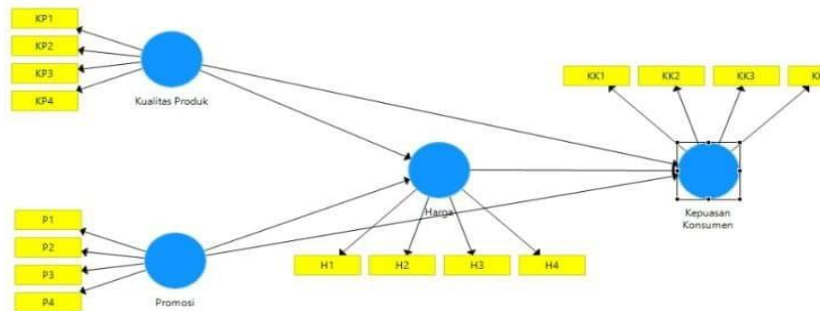 KP1
KP2
KP3
KP4
Kualitas Produk
KK1
KK2
KK3
Harga
Kepuasan
Konsumen
P1
P2
P3
P4
Promosi
H1
H2
H3
H4